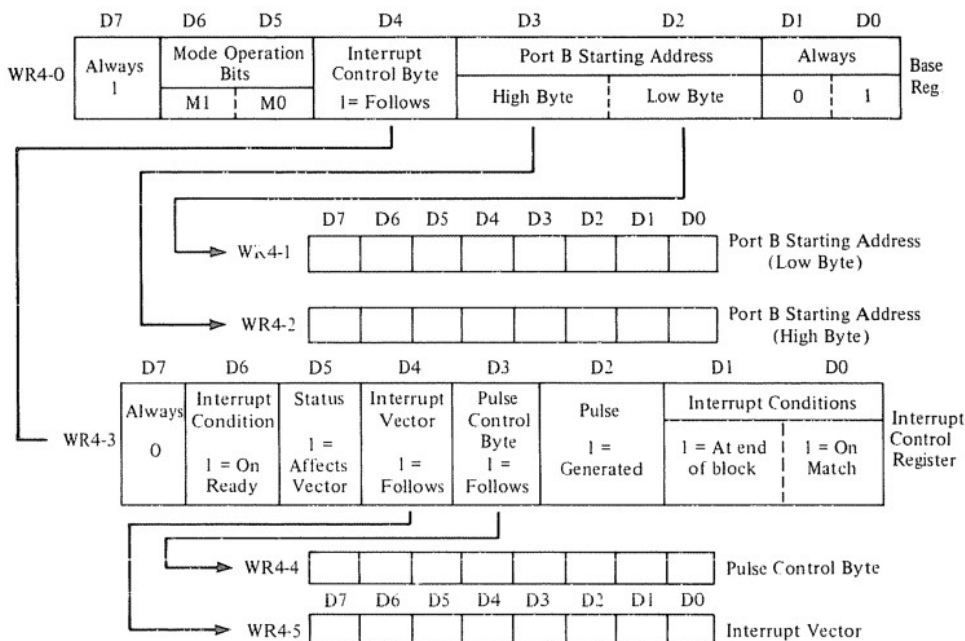 D7 D6 D5 D4 D3 D2 D1 D0
WR4-0
Always
1
Mode Operation
Bits
M1 M0
Interrupt
Control Byte
1= Follows
Port B Starting Address
High Byte Low Byte
Always
0 1
Base
Reg.
D7 D6 D5 D4 D3 D2 D1 D0
WR4-1
Port B Starting Address
(Low Byte)
WR4-2
Port B Starting Address
(High Byte)
D7 D6 D5 D4 D3 D2 D1 D0
WR4-3
Always
0
Interrupt
Condition
1 = On
Ready
Status
1 =
Affects
Vector
Interrupt
Vector
1 =
Follows
Pulse
Control
Byte
1 =
Follows
Pulse
1 =
Generated
Interrupt Conditions
1 = At end
of block
1 = On
Match
Interrupt
Control
Register
WR4-4
Pulse Control Byte
D7 D6 D5 D4 D3 D2 D1 D0
WR4-5
Interrupt Vector